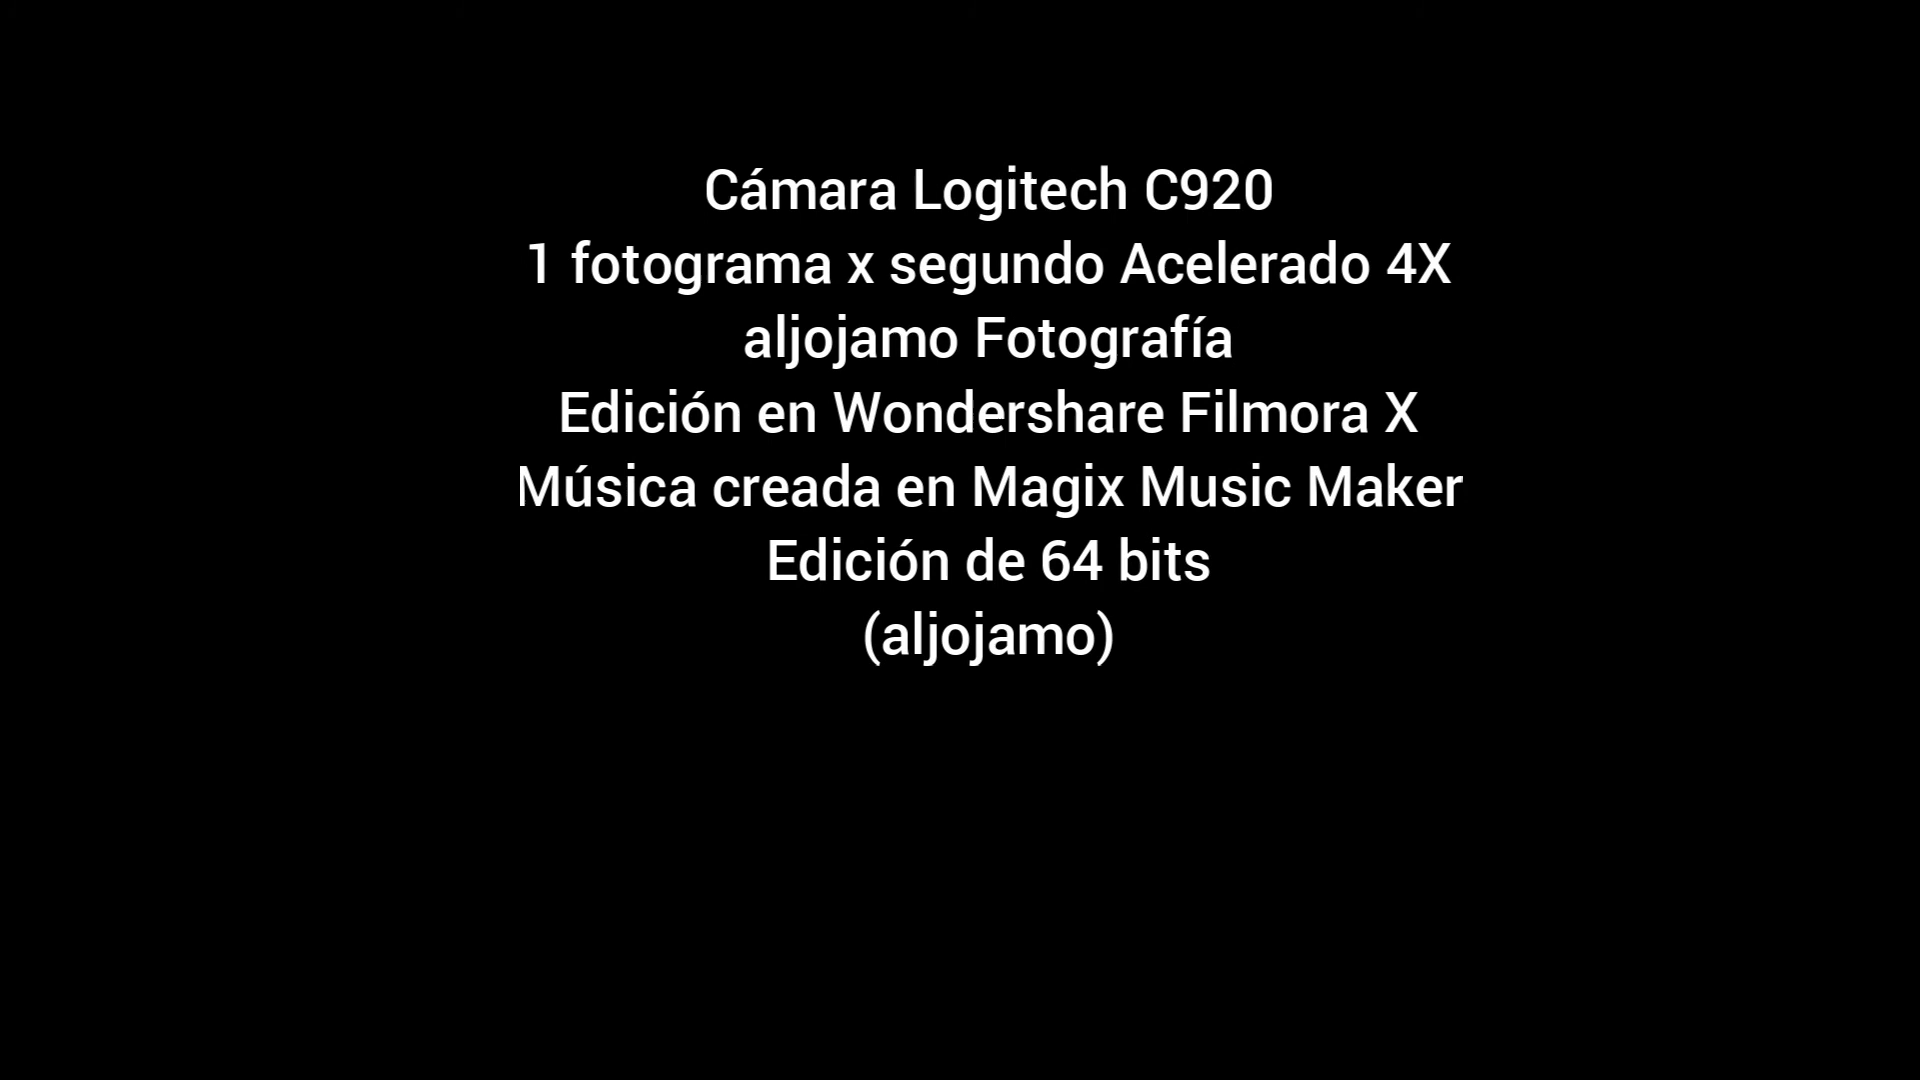 Cámara Logitech C920
1 fotograma x segundo Acelerado 4X
aljojamo Fotografía
Edición en Wondershare Filmora X
Música creada en Magix Music Maker
Edición de 64 bits
(aljojamo)